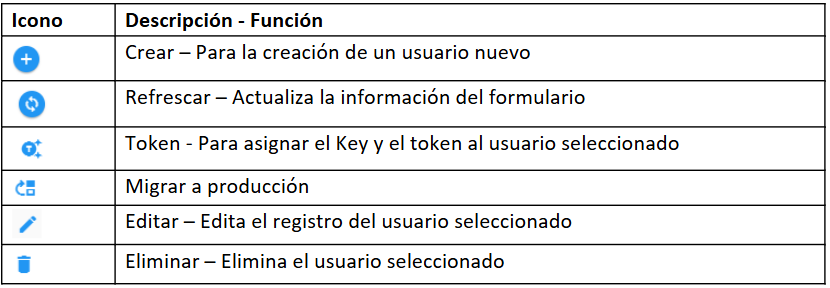 Icono Descripción - Función
Crear – Para la creación de un usuario nuevo
Refrescar – Actualiza la información del formulario
Token - Para asignar el Key y el token al usuario seleccionado
Migrar a producción
Editar – Edita el registro del usuario seleccionado
Eliminar – Elimina el usuario seleccionado